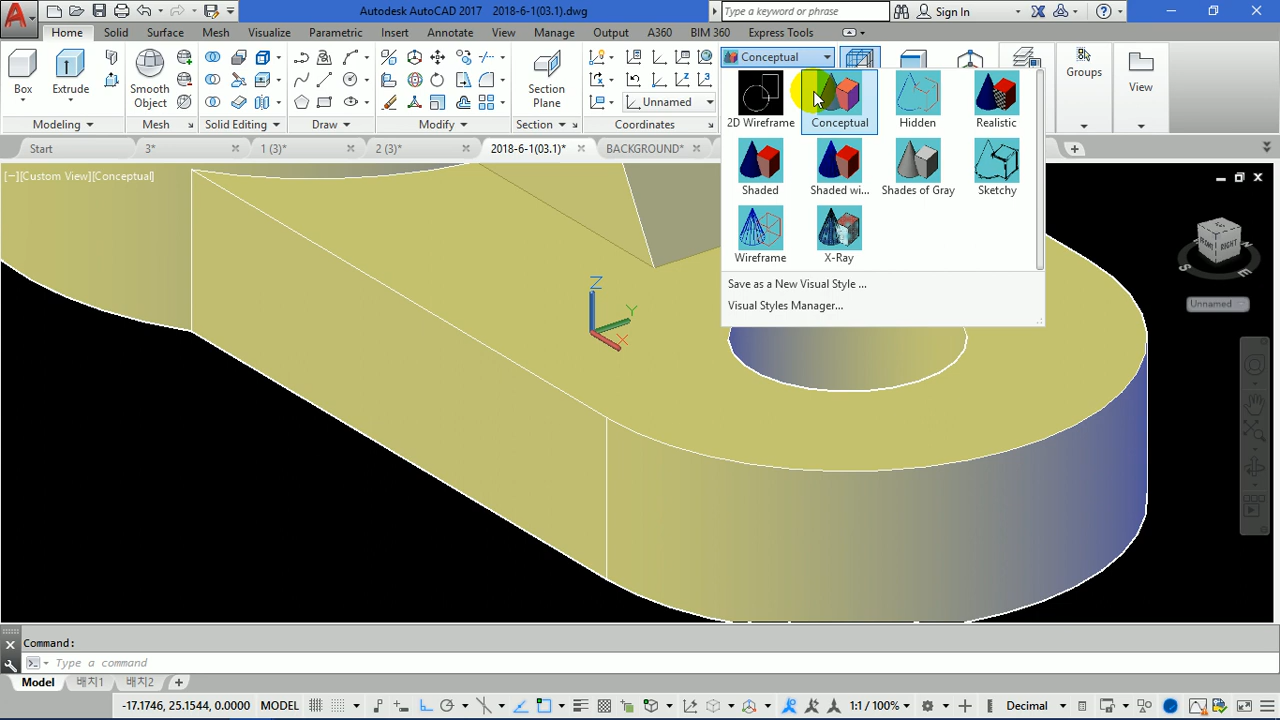 Autodesk AutoCAD 2017   2018-6-1(03.1).dwg
Type a keyword or phrase
Sign In
Home Solid Surface Mesh Visualize Parametric Insert Annotate View Manage Output A360 BIM 360 Express Tools
Box
Extrude
Smooth
Object
Section
Plane
Unnamed
Conceptual
Groups
View
Modeling
Mesh
Solid Editing
Draw
Modify
Section
Coordinates
2D Wireframe
Conceptual
Hidden
Realistic
Shaded
Shaded wi...
Shades of Gray
Sketchy
Wireframe
X-Ray
Save as a New Visual Style ...
Visual Styles Manager...
Start
3*
1 (3)*
2 (3)*
2018-6-1(03.1)*
BACKGROUND*
[−][Custom View][Conceptual]
Z
Y
X
FRONT
RIGHT
S
E
Unnamed
Command:
Type a command
Model
배치1
배치2
-17.1746, 25.1544, 0.0000
MODEL
1:1 / 100%
Decimal